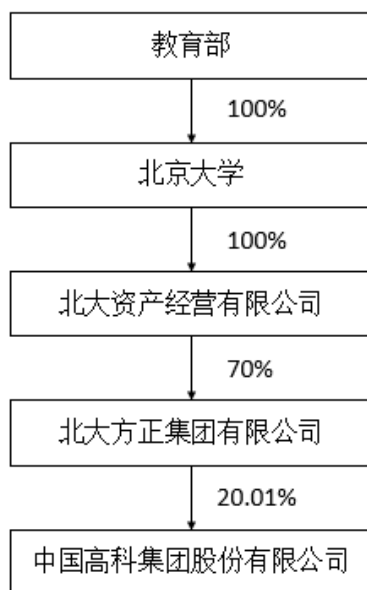 教育部
100%
北京大学
100%
北大资产经营有限公司
70%
北大方正集团有限公司
20.01%
中国高科集团股份有限公司